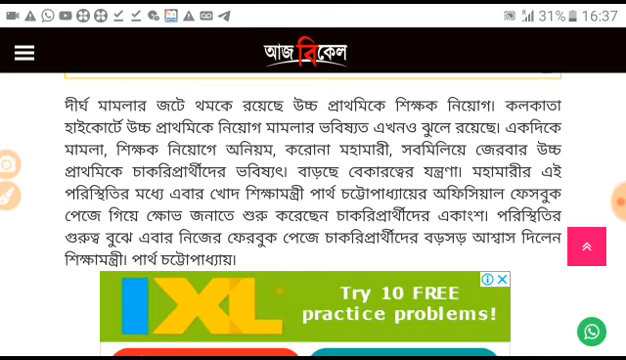 31% 16:37
আজ বিকেল
দীর্ঘ মামলার জটে থমকে রয়েছে উচ্চ প্রাথমিকে শিক্ষক নিয়োগ। কলকাতা
হাইকোর্টে উচ্চ প্রাথমিকে নিয়োগ মামলার ভবিষ্যত এখনও ঝুলে রয়েছে। একদিকে
মামলা, শিক্ষক নিয়োগে অনিয়ম, করোনা মহামারী, সবমিলিয়ে জেরবার উচ্চ
প্রাথমিকে চাকরিপ্রার্থীদের ভবিষ্যৎ। বাড়ছে বেকারত্বের যন্ত্রণা। মহামারীর এই
পরিস্থিতির মধ্যে এবার খোদ শিক্ষামন্ত্রী পার্থ চট্টোপাধ্যায়ের অফিসিয়াল ফেসবুক
পেজে গিয়ে ক্ষোভ জনাতে শুরু করেছেন চাকরিপ্রার্থীদের একাংশ। পরিস্থিতির
গুরুত্ব বুঝে এবার নিজের ফেরবুক পেজে চাকরিপ্রার্থীদের বড়সড় আশ্বাস দিলেন
শিক্ষামন্ত্রী। পার্থ চট্টোপাধ্যায়।
IXL
Try 10 FREE
practice problems!